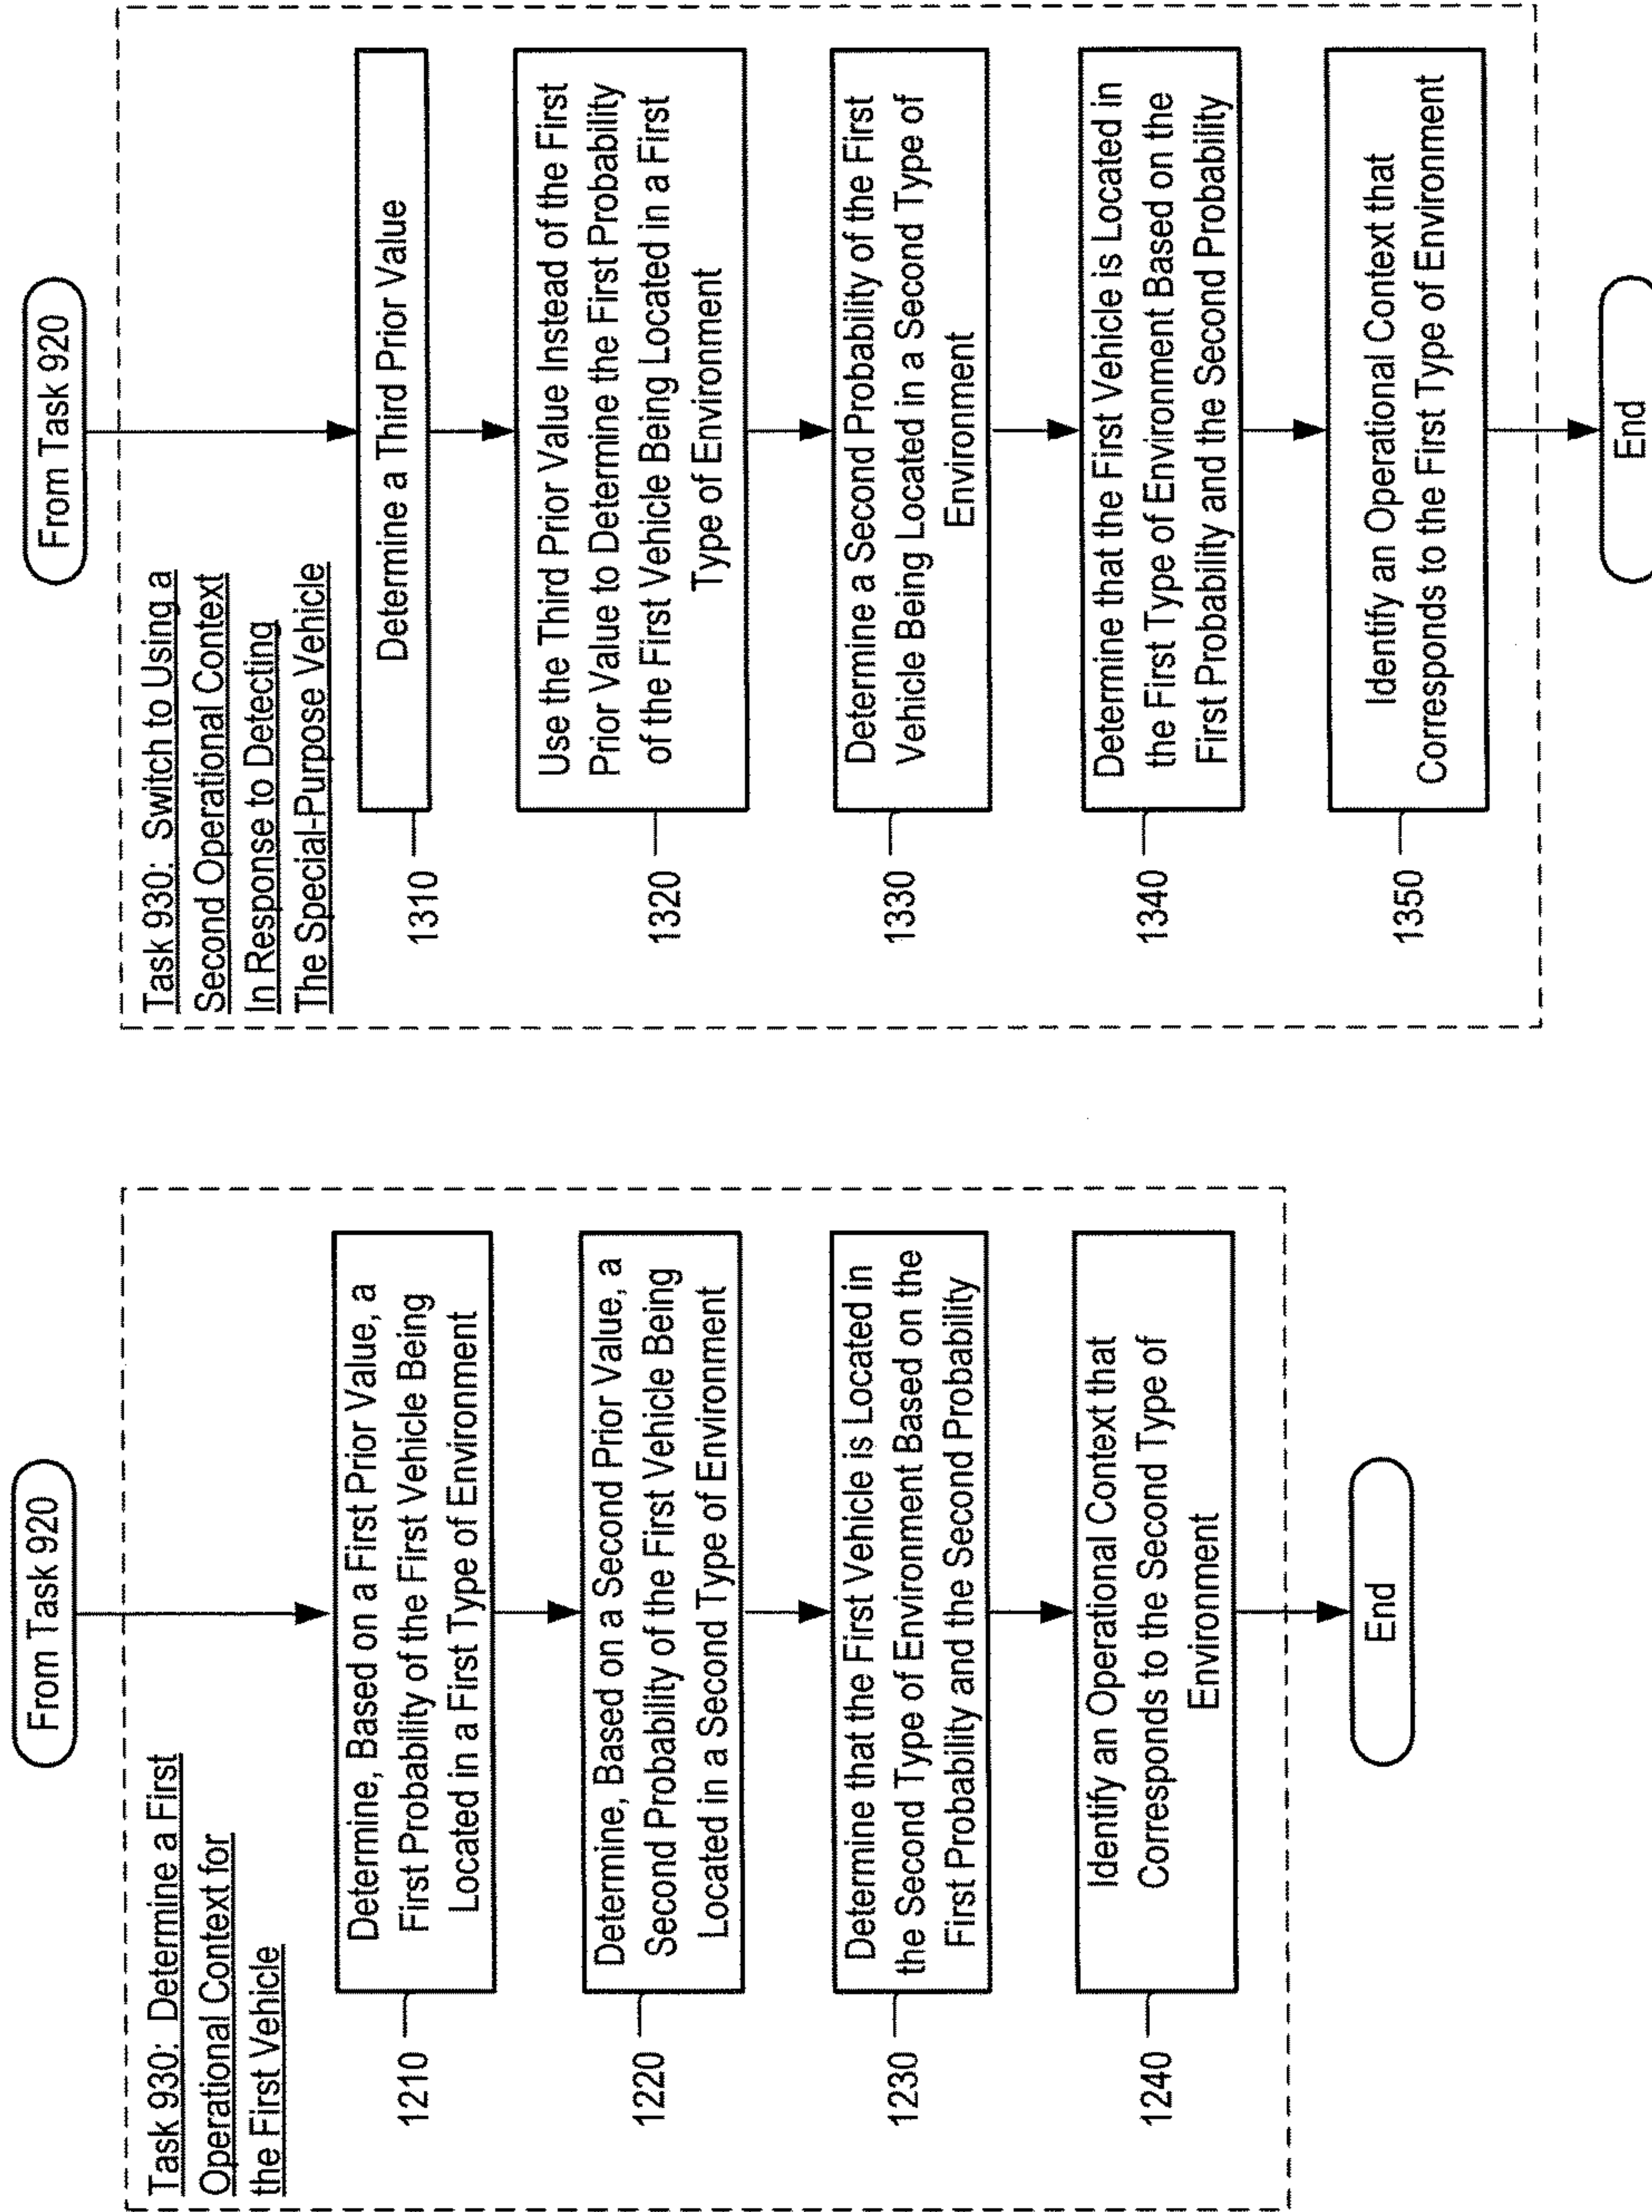 From Task 920
Task 930: Determine a First
Operational Context for
the First Vehicle
1210
Determine, Based on a First Prior Value, a
First Probability of the First Vehicle Being
Located in a First Type of Environment
1220
Determine, Based on a Second Prior Value, a
Second Probability of the First Vehicle Being
Located in a Second Type of Environment
1230
Determine that the First Vehicle is Located in
the Second Type of Environment Based on the
First Probability and the Second Probability
1240
Identify an Operational Context that
Corresponds to the Second Type of
Environment
End
From Task 920
Task 930: Switch to Using a
Second Operational Context
In Response to Detecting
The Special-Purpose Vehicle
1310
Determine a Third Prior Value
1320
Use the Third Prior Value Instead of the First
Prior Value to Determine the First Probability
of the First Vehicle Being Located in a First
Type of Environment
1330
Determine a Second Probability of the First
Vehicle Being Located in a Second Type of
Environment
1340
Determine that the First Vehicle is Located in
the First Type of Environment Based on the
First Probability and the Second Probability
1350
Identify an Operational Context that
Corresponds to the First Type of Environment
End